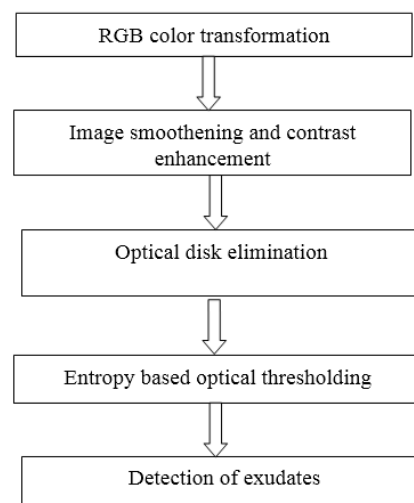 RGB color transformation
Image smoothening and contrast
enhancement
Optical disk elimination
Entropy based optical thresholding
Detection of exudates